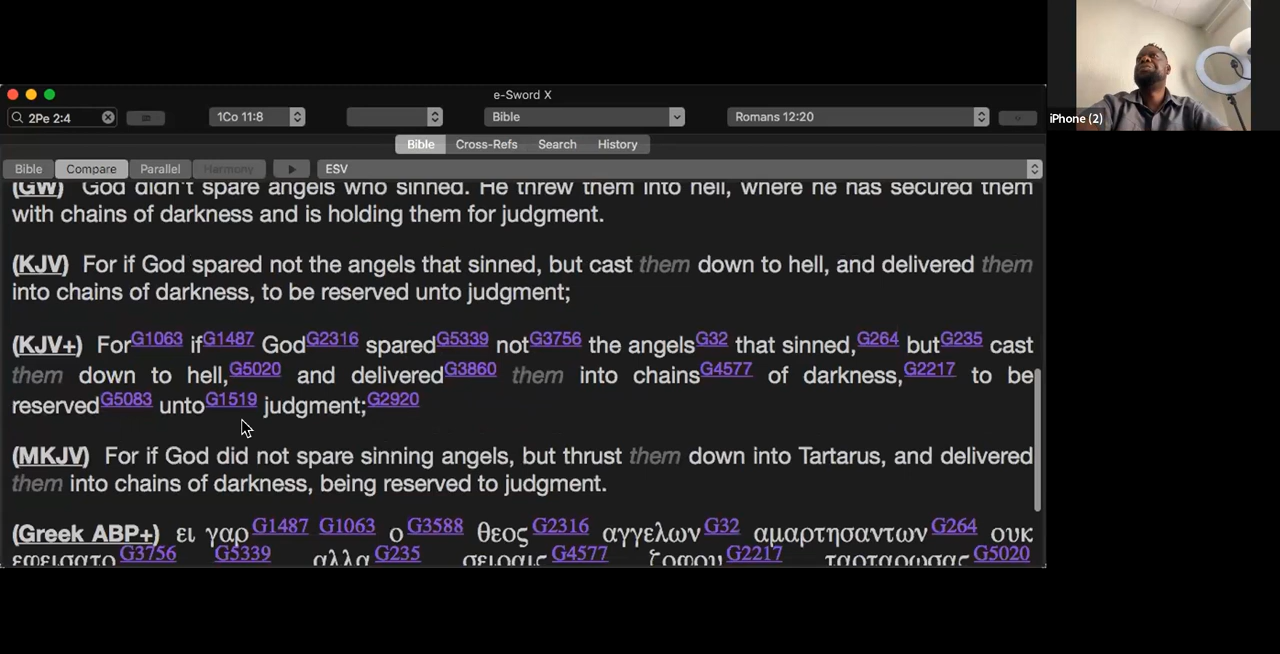 e-Sword X
2Pe 2:4
1Co 11:8
Bible
Romans 12:20
iPhone (2)
Bible Cross-Refs Search History
Bible Compare Parallel Harmony ESV
(GW) God didn't spare angels who sinned. He threw them into hell, where he has secured them
with chains of darkness and is holding them for judgment.
(KJV) For if God spared not the angels that sinned, but cast them down to hell, and delivered them
into chains of darkness, to be reserved unto judgment;
(KJV+) ForG1063 ifG1487 GodG2316 sparedG5339 notG3756 the angelsG32 that sinned,G264 butG235 cast
them down to hell,G5020 and deliveredG3860 them into chainsG4577 of darkness,G2217 to be
reservedG5083 untoG1519 judgment;G2920
(MKJV) For if God did not spare sinning angels, but thrust them down into Tartarus, and delivered
them into chains of darkness, being reserved to judgment.
(Greek ABP+) ει γαρG1487 G1063 οG3588 θεοςG2316 αγγελωνG32 αμαρτησαντωνG264 ουκ
εφεισατοG3756 G5339 αλλαG235 σειραιςG4577 ζοφουG2217 ταρταρωσαςG5020